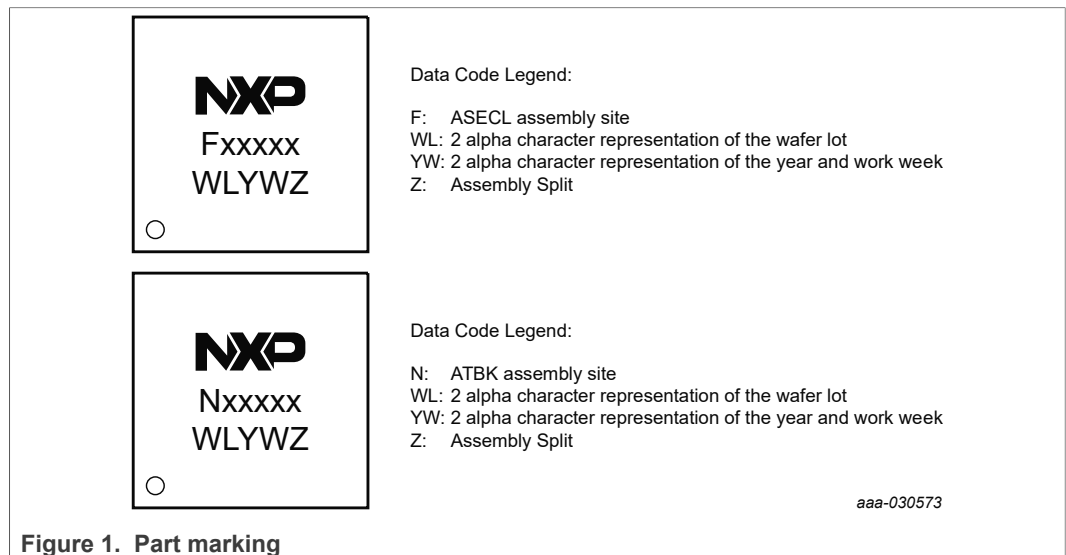 NXP
Fxxxxx
WLYWZ
Data Code Legend:
F: ASECL assembly site
WL: 2 alpha character representation of the wafer lot
YW: 2 alpha character representation of the year and work week
Z: Assembly Split
NXP
Nxxxxx
WLYWZ
Data Code Legend:
N: ATBK assembly site
WL: 2 alpha character representation of the wafer lot
YW: 2 alpha character representation of the year and work week
Z: Assembly Split
aaa-030573
Figure 1. Part marking